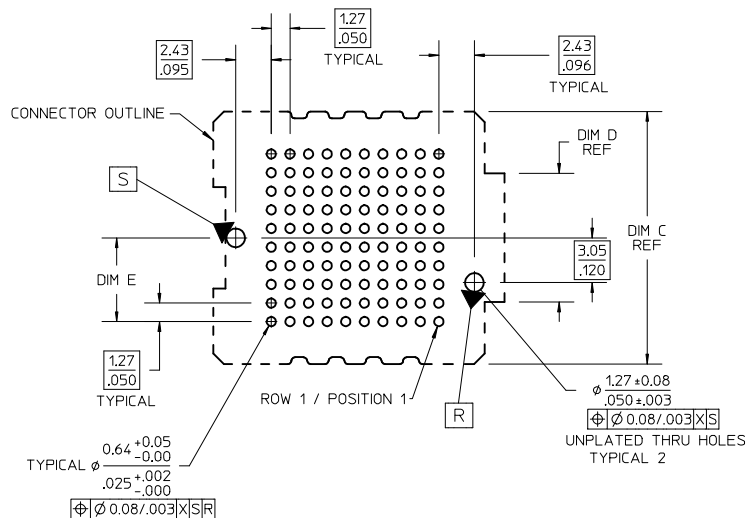 1.27
.050
TYPICAL
2.43
.095
2.43
.096
TYPICAL
CONNECTOR OUTLINE
DIM D
REF
S
DIM C
REF
DIM E
3.05
.120
1.27
.050
TYPICAL
ROW 1 / POSITION 1
R
⌀ 1.27 ±0.08
.050 ±.003
⌖ ⌀ 0.08/.003 X S
UNPLATED THRU HOLES
TYPICAL 2
TYPICAL ⌀ 0.64 +0.05
-0.00
.025 +.002
-.000
⌖ ⌀ 0.08/.003 X S R